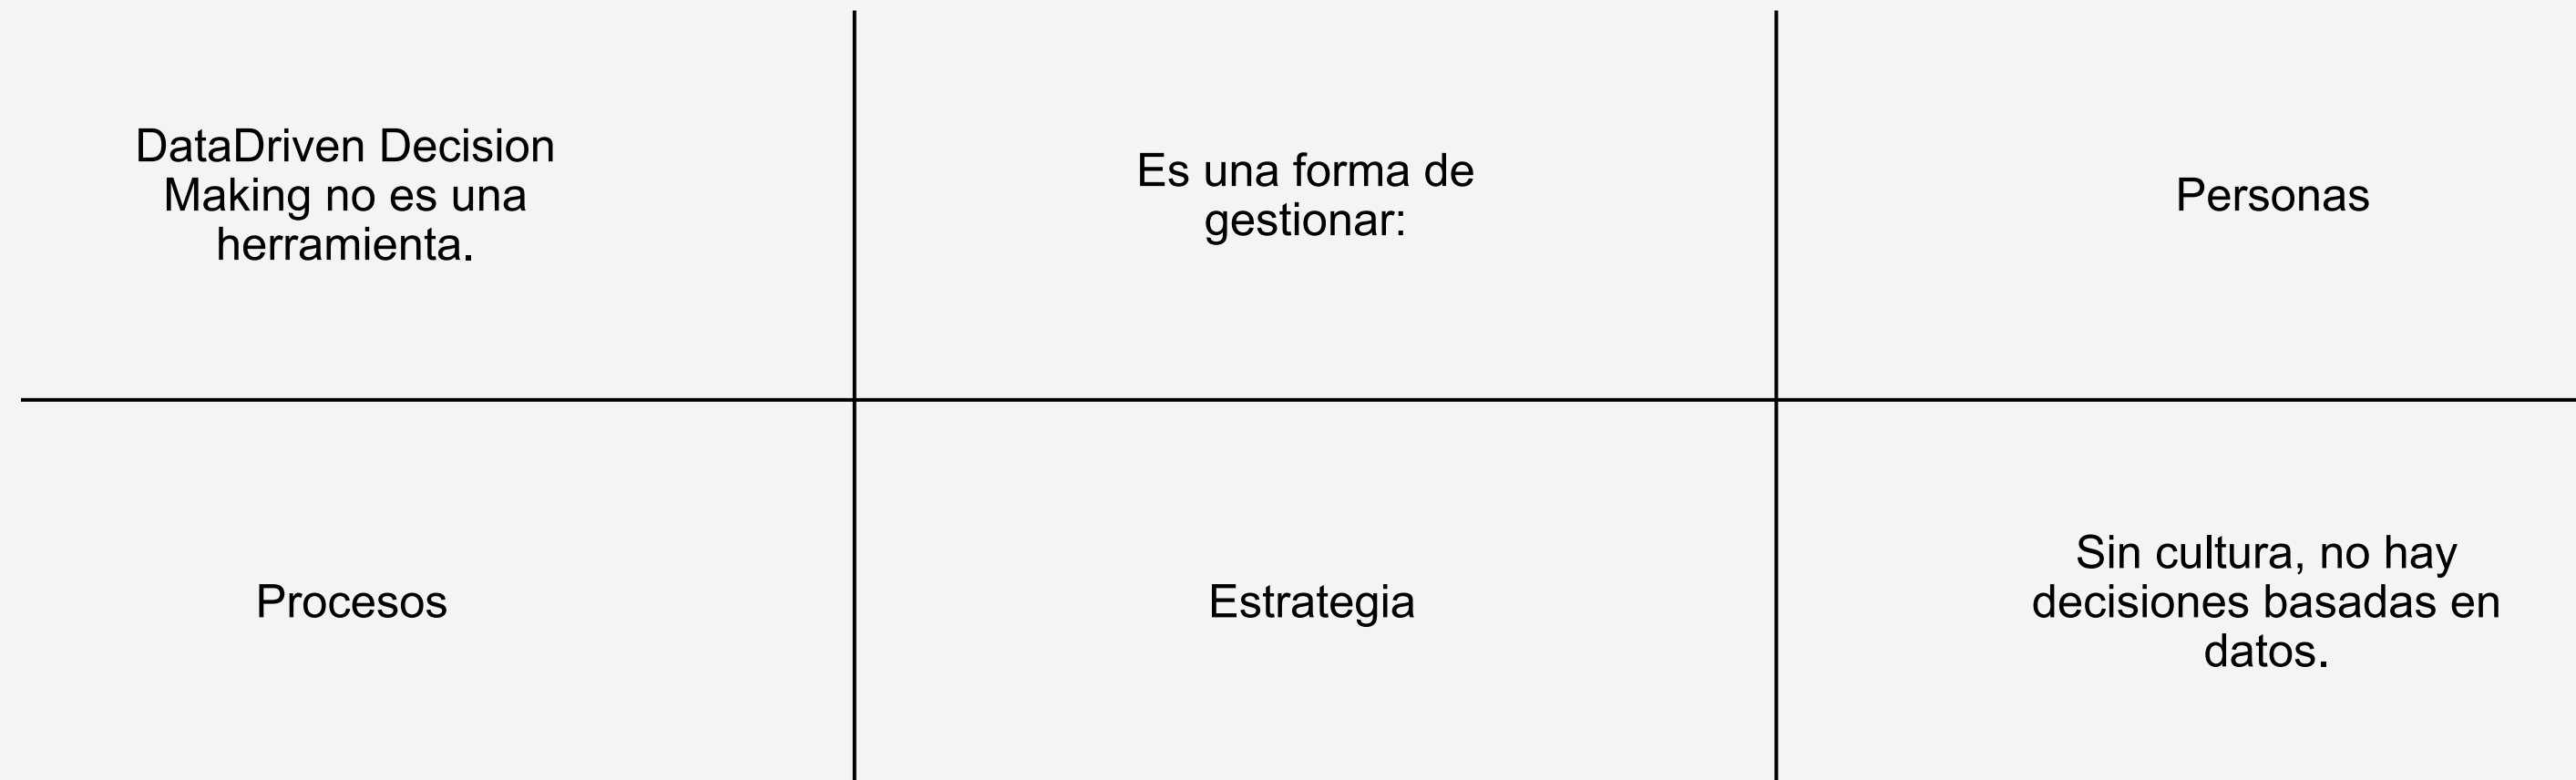 DataDriven Decision
Making no es una
herramienta.
Es una forma de
gestionar:
Personas
Procesos
Estrategia
Sin cultura, no hay
decisiones basadas en
datos.